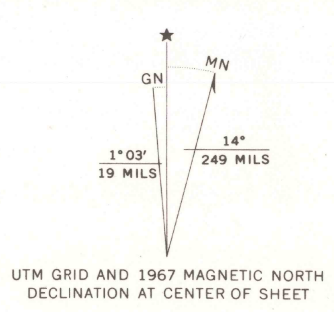 MN
GN
14°
249 MILS
1°03′
19 MILS
UTM GRID AND 1967 MAGNETIC NORTH
DECLINATION AT CENTER OF SHEET